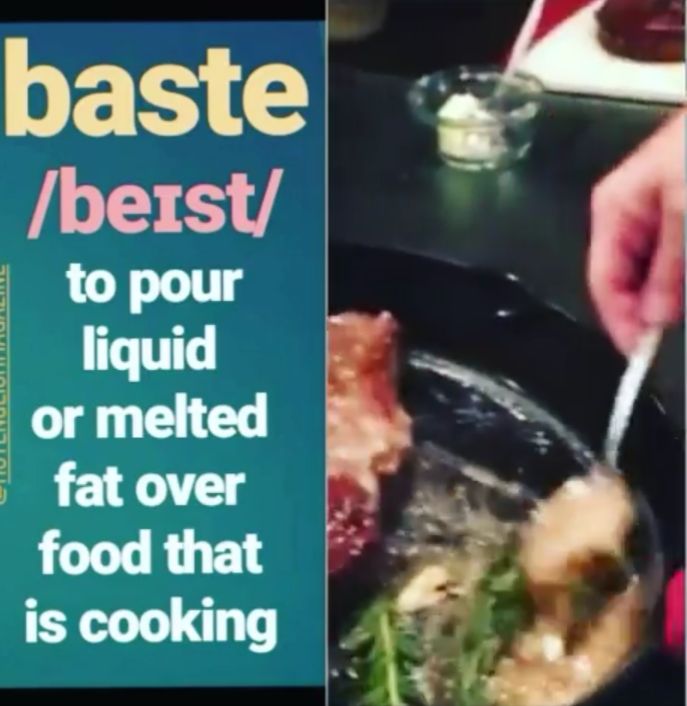 baste
/beɪst/
to pour
liquid
or melted
fat over
food that
is cooking